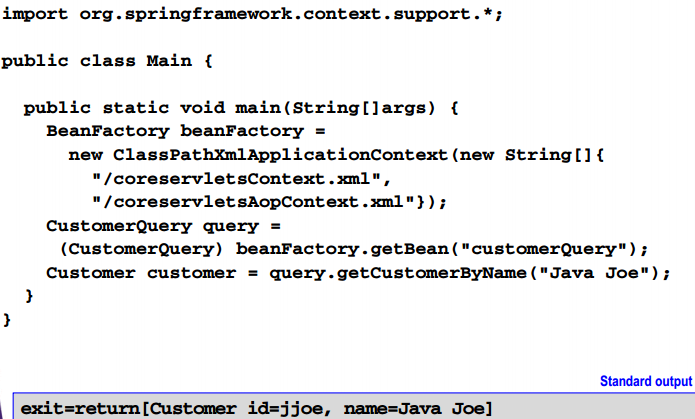 import org.springframework.context.support.*;
public class Main {
public static void main(String[]args) {
BeanFactory beanFactory =
new ClassPathXmlApplicationContext(new String[]{
"/coreservletsContext.xml",
"/coreservletsAopContext.xml"});
CustomerQuery query =
(CustomerQuery) beanFactory.getBean("customerQuery");
Customer customer = query.getCustomerByName("Java Joe");
}
}
Standard output
exit=return[Customer id=jjoe, name=Java Joe]